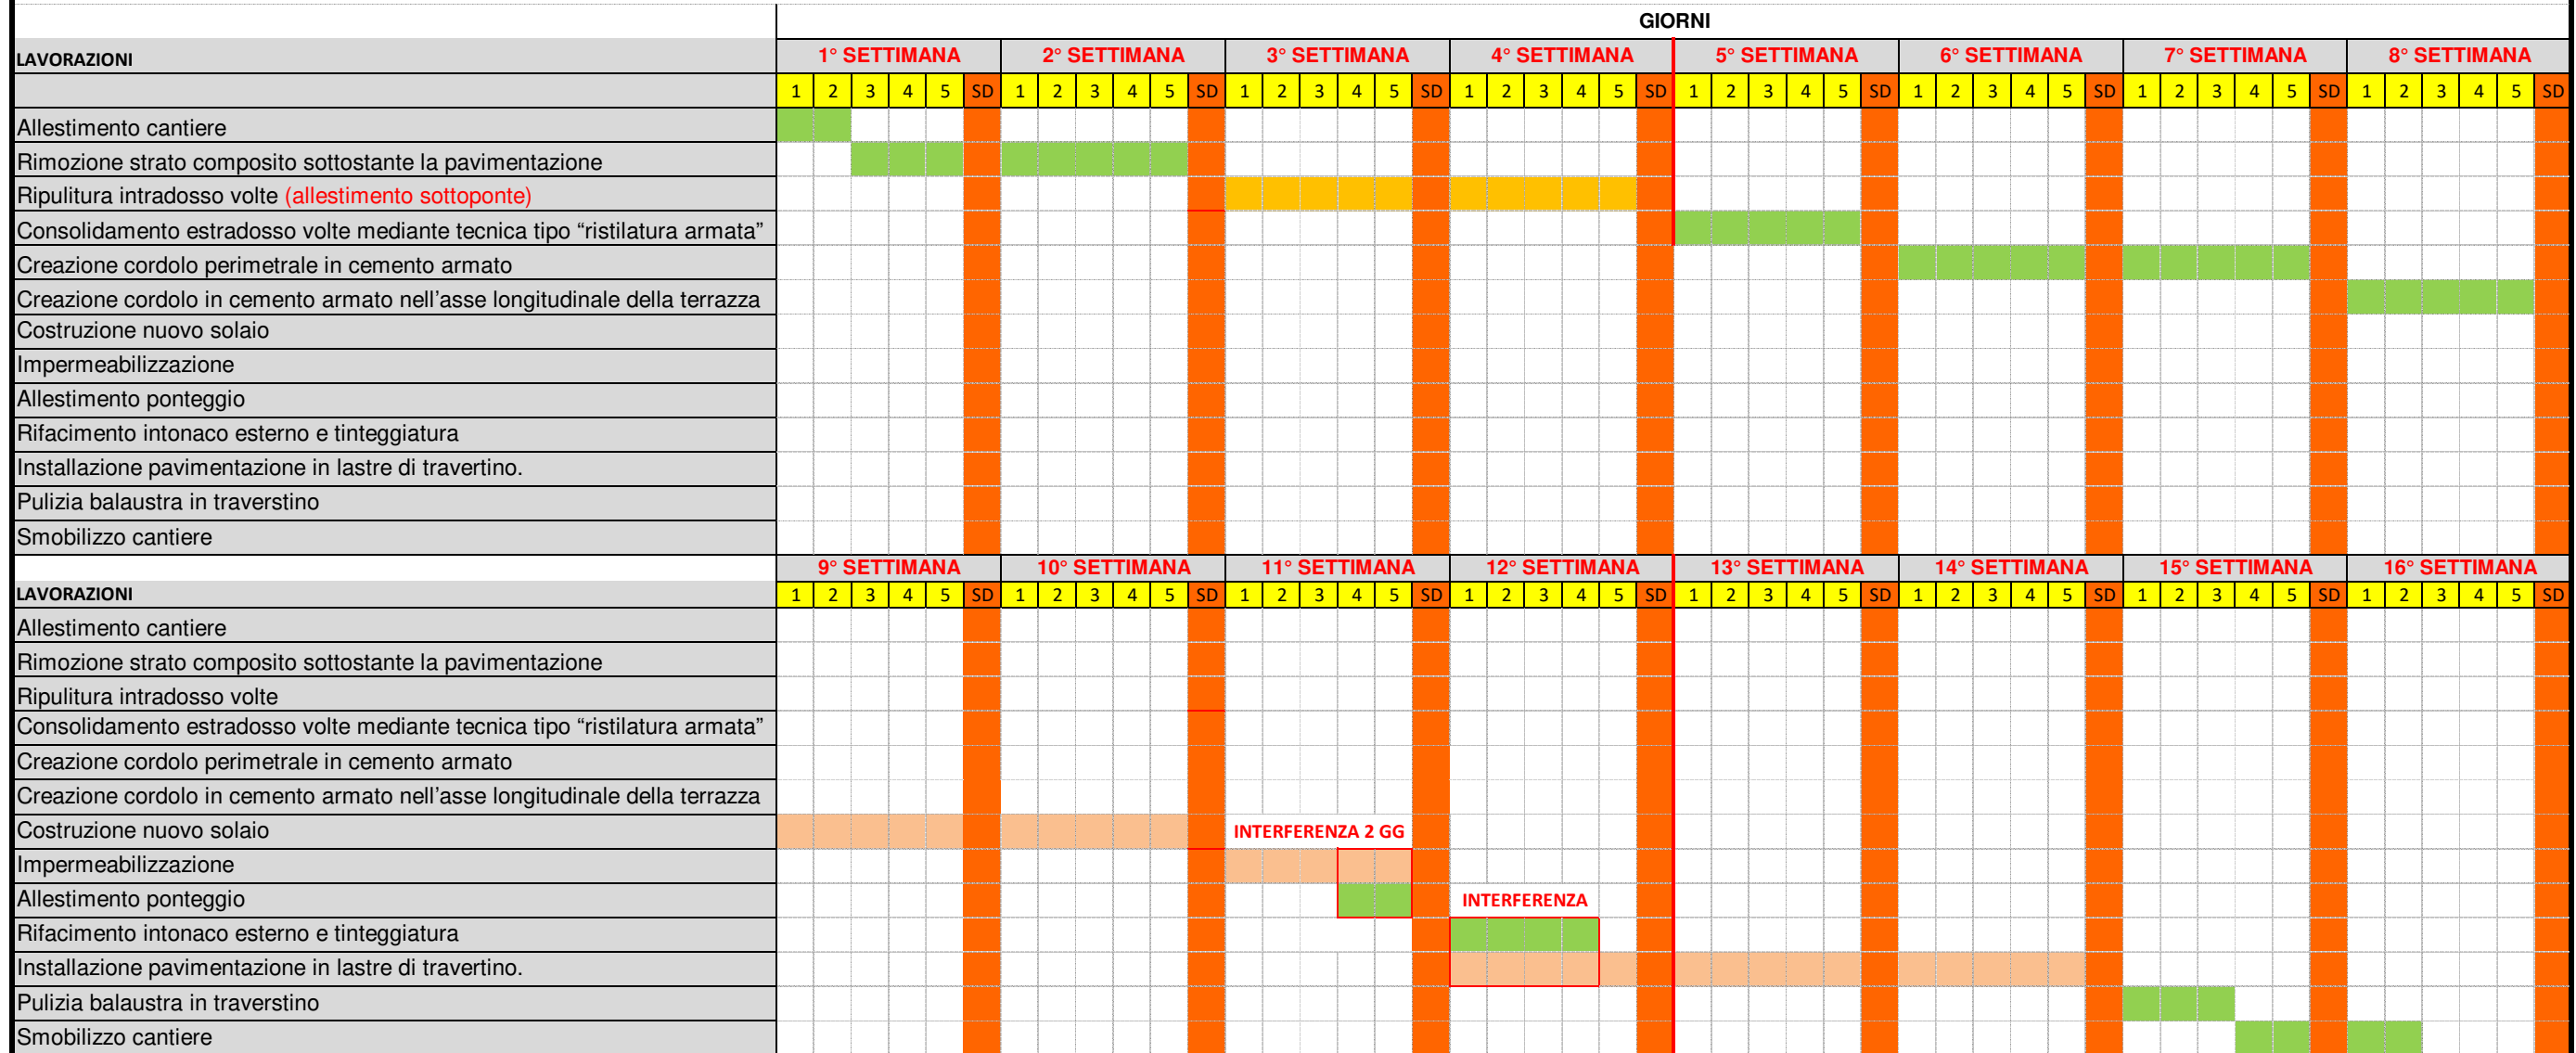 GIORNI
LAVORAZIONI 1° SETTIMANA 2° SETTIMANA 3° SETTIMANA 4° SETTIMANA 5° SETTIMANA 6° SETTIMANA 7° SETTIMANA 8° SETTIMANA
1 2 3 4 5 SD 1 2 3 4 5 SD 1 2 3 4 5 SD 1 2 3 4 5 SD 1 2 3 4 5 SD 1 2 3 4 5 SD 1 2 3 4 5 SD 1 2 3 4 5 SD
Allestimento cantiere
Rimozione strato composito sottostante la pavimentazione
Ripulitura intradosso volte (allestimento sottoponte)
Consolidamento estradosso volte mediante tecnica tipo “ristilatura armata”
Creazione cordolo perimetrale in cemento armato
Creazione cordolo in cemento armato nell’asse longitudinale della terrazza
Costruzione nuovo solaio
Impermeabilizzazione
Allestimento ponteggio
Rifacimento intonaco esterno e tinteggiatura
Installazione pavimentazione in lastre di travertino.
Pulizia balaustra in traverstino
Smobilizzo cantiere
9° SETTIMANA 10° SETTIMANA 11° SETTIMANA 12° SETTIMANA 13° SETTIMANA 14° SETTIMANA 15° SETTIMANA 16° SETTIMANA
LAVORAZIONI 1 2 3 4 5 SD 1 2 3 4 5 SD 1 2 3 4 5 SD 1 2 3 4 5 SD 1 2 3 4 5 SD 1 2 3 4 5 SD 1 2 3 4 5 SD 1 2 3 4 5 SD
Allestimento cantiere
Rimozione strato composito sottostante la pavimentazione
Ripulitura intradosso volte
Consolidamento estradosso volte mediante tecnica tipo “ristilatura armata”
Creazione cordolo perimetrale in cemento armato
Creazione cordolo in cemento armato nell’asse longitudinale della terrazza
Costruzione nuovo solaio INTERFERENZA 2 GG
Impermeabilizzazione
Allestimento ponteggio INTERFERENZA
Rifacimento intonaco esterno e tinteggiatura
Installazione pavimentazione in lastre di travertino.
Pulizia balaustra in traverstino
Smobilizzo cantiere